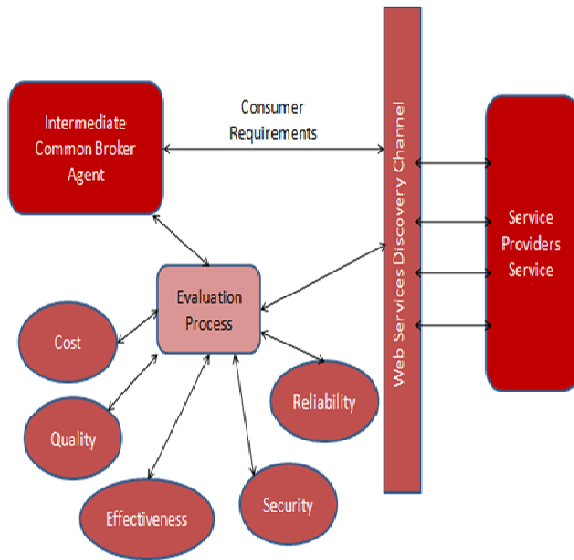 Intermediate
Common Broker
Agent
Consumer
Requirements
Web Services Discovery Channel
Service
Providers
Service
Evaluation
Process
Cost
Quality
Effectiveness
Security
Reliability